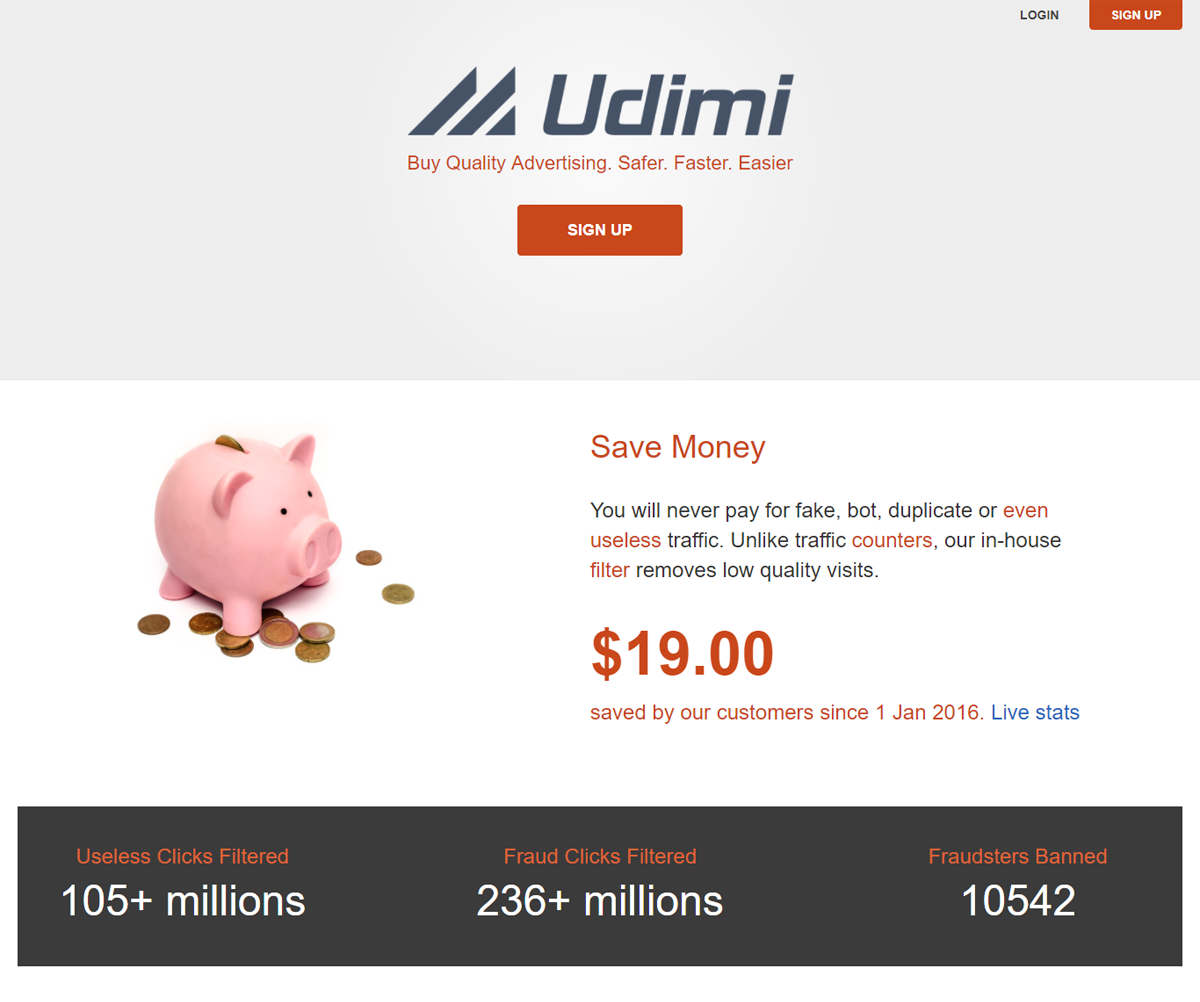 LOGIN
SIGN UP
Udimi
Buy Quality Advertising. Safer. Faster. Easier
SIGN UP
Save Money
You will never pay for fake, bot, duplicate or even
useless traffic. Unlike traffic counters, our in-house
filter removes low quality visits.
$19.00
saved by our customers since 1 Jan 2016. Live stats
Useless Clicks Filtered
105+ millions
Fraud Clicks Filtered
236+ millions
Fraudsters Banned
10542